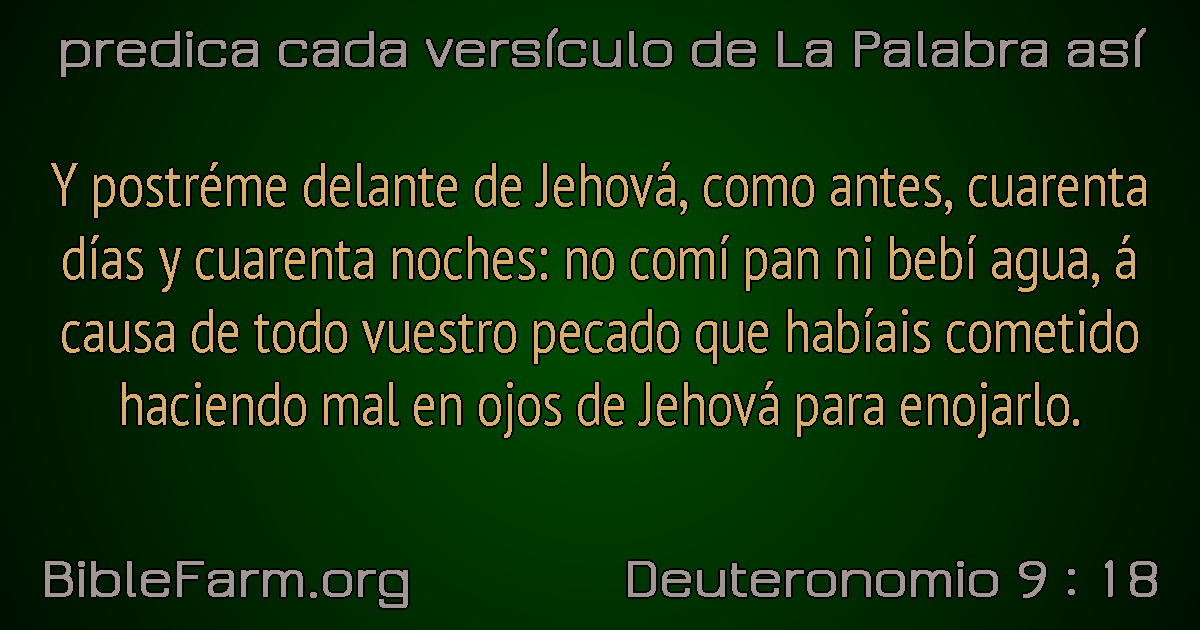 predica cada versículo de La Palabra así
Y postréme delante de Jehová, como antes, cuarenta
días y cuarenta noches: no comí pan ni bebí agua, á
causa de todo vuestro pecado que habíais cometido
haciendo mal en ojos de Jehová para enojarlo.
BibleFarm.org
Deuteronomio 9 : 18